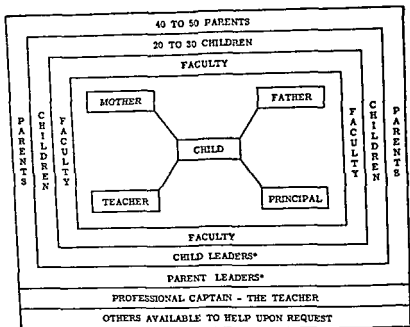 40 TO 50 PARENTS
20 TO 30 CHILDREN
FACULTY
PARENTS
CHILDREN
FACULTY
MOTHER
FATHER
CHILD
TEACHER
PRINCIPAL
FACULTY
CHILDREN
PARENTS
FACULTY
CHILD LEADERS*
PARENT LEADERS*
PROFESSIONAL CAPTAIN - THE TEACHER
OTHERS AVAILABLE TO HELP UPON REQUEST